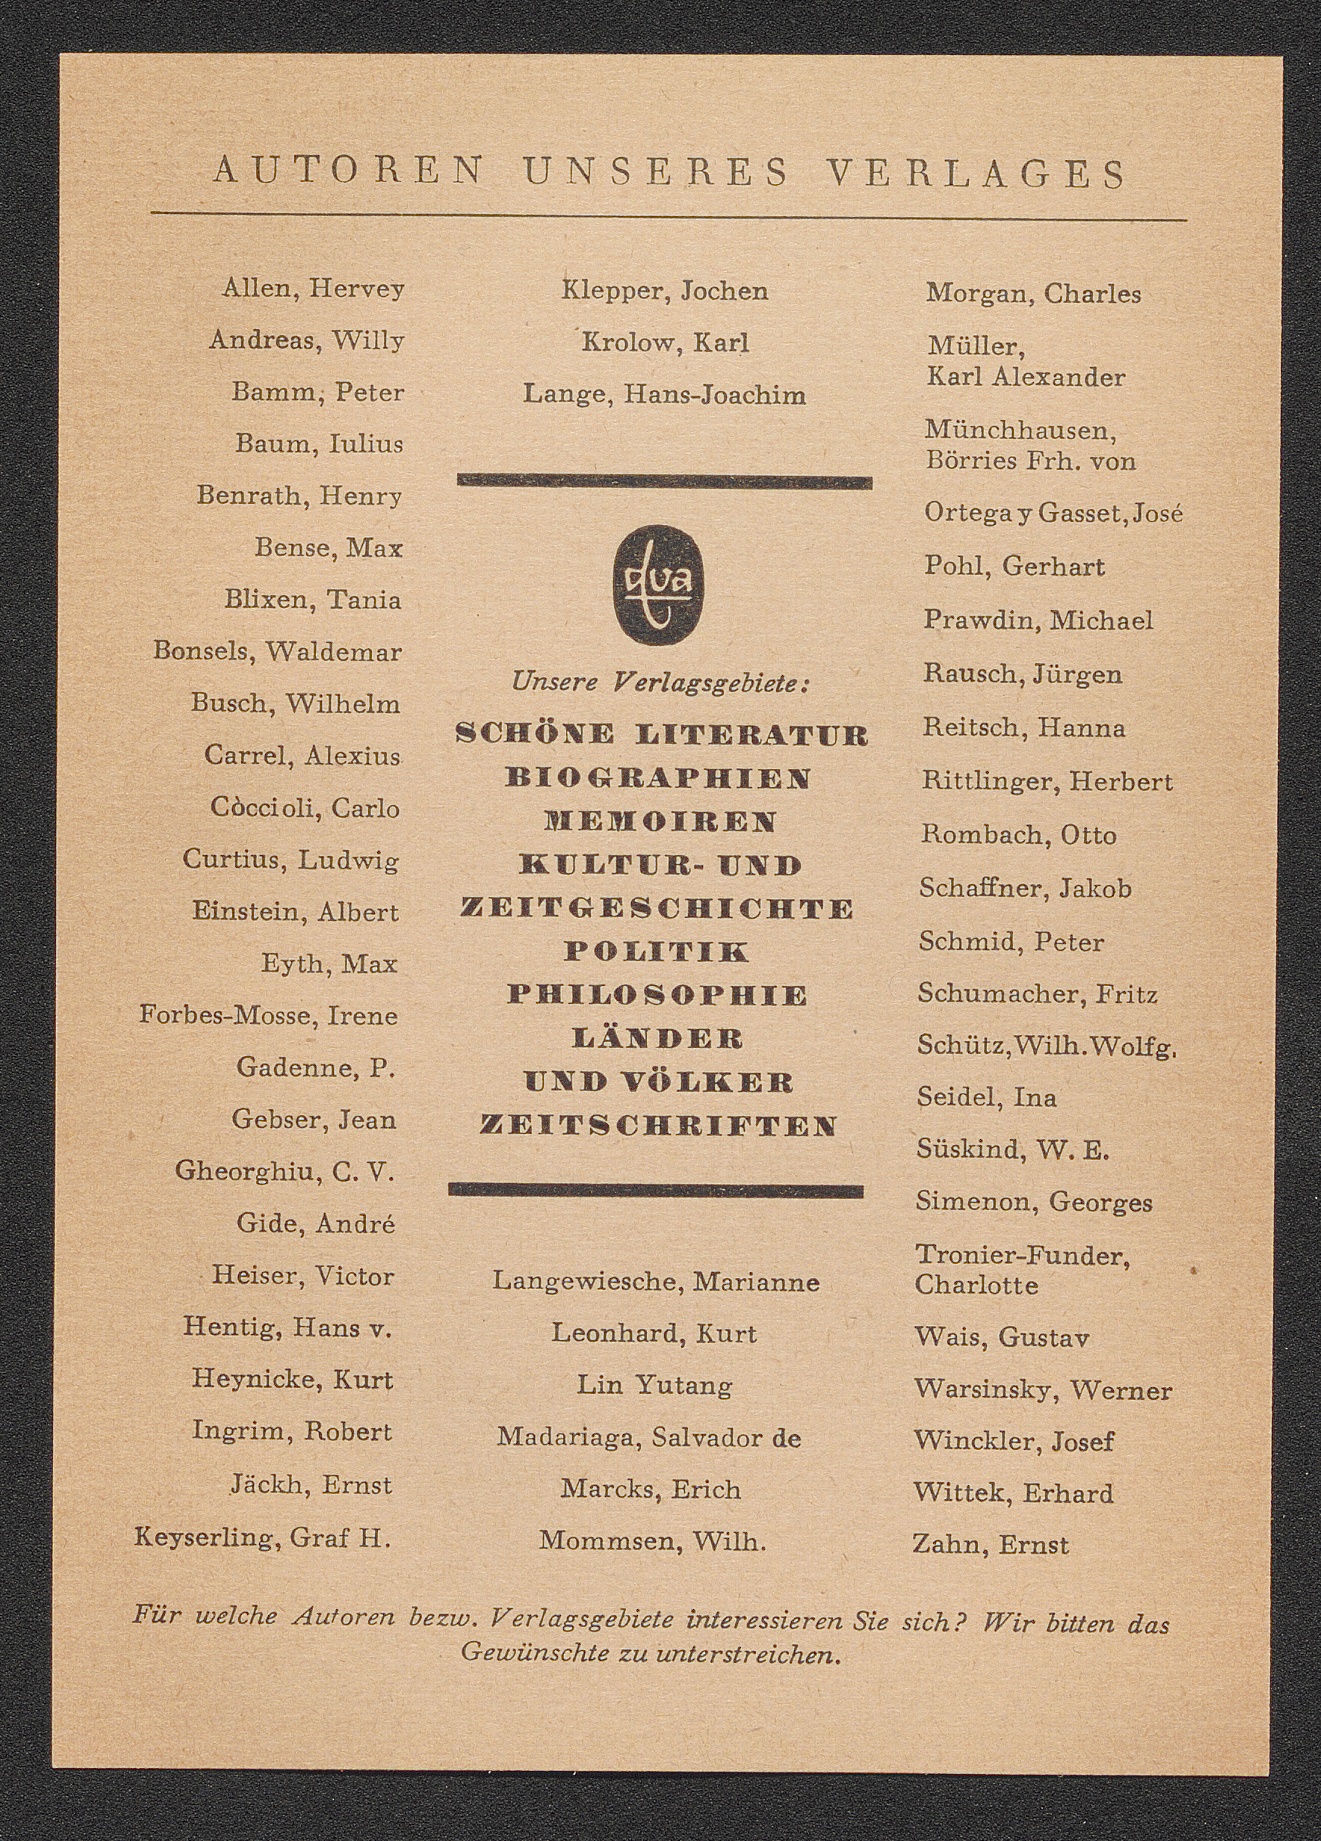 AUTOREN UNSERES VERLAGES
Allen, Hervey
Andreas, Willy
Bamm, Peter
Baum, Iulius
Benrath, Henry
Bense, Max
Blixen, Tania
Bonsels, Waldemar
Busch, Wilhelm
Carrel, Alexius
Còccioli, Carlo
Curtius, Ludwig
Einstein, Albert
Eyth, Max
Forbes-Mosse, Irene
Gadenne, P.
Gebser, Jean
Gheorghiu, C. V.
Gide, André
Heiser, Victor
Hentig, Hans v.
Heynicke, Kurt
Ingrim, Robert
Jäckh, Ernst
Keyserling, Graf H.
Klepper, Jochen
Krolow, Karl
Lange, Hans-Joachim
dva
Unsere Verlagsgebiete:
SCHÖNE LITERATUR
BIOGRAPHIEN
MEMOIREN
KULTUR- UND
ZEITGESCHICHTE
POLITIK
PHILOSOPHIE
LÄNDER
UND VÖLKER
ZEITSCHRIFTEN
Langewiesche, Marianne
Leonhard, Kurt
Lin Yutang
Madariaga, Salvador de
Marcks, Erich
Mommsen, Wilh.
Morgan, Charles
Müller,
Karl Alexander
Münchhausen,
Börries Frh. von
Ortega y Gasset, José
Pohl, Gerhart
Prawdin, Michael
Rausch, Jürgen
Reitsch, Hanna
Rittlinger, Herbert
Rombach, Otto
Schaffner, Jakob
Schmid, Peter
Schumacher, Fritz
Schütz, Wilh. Wolfg.
Seidel, Ina
Süskind, W. E.
Simenon, Georges
Tronier-Funder,
Charlotte
Wais, Gustav
Warsinsky, Werner
Winckler, Josef
Wittek, Erhard
Zahn, Ernst
Für welche Autoren bezw. Verlagsgebiete interessieren Sie sich? Wir bitten das
Gewünschte zu unterstreichen.